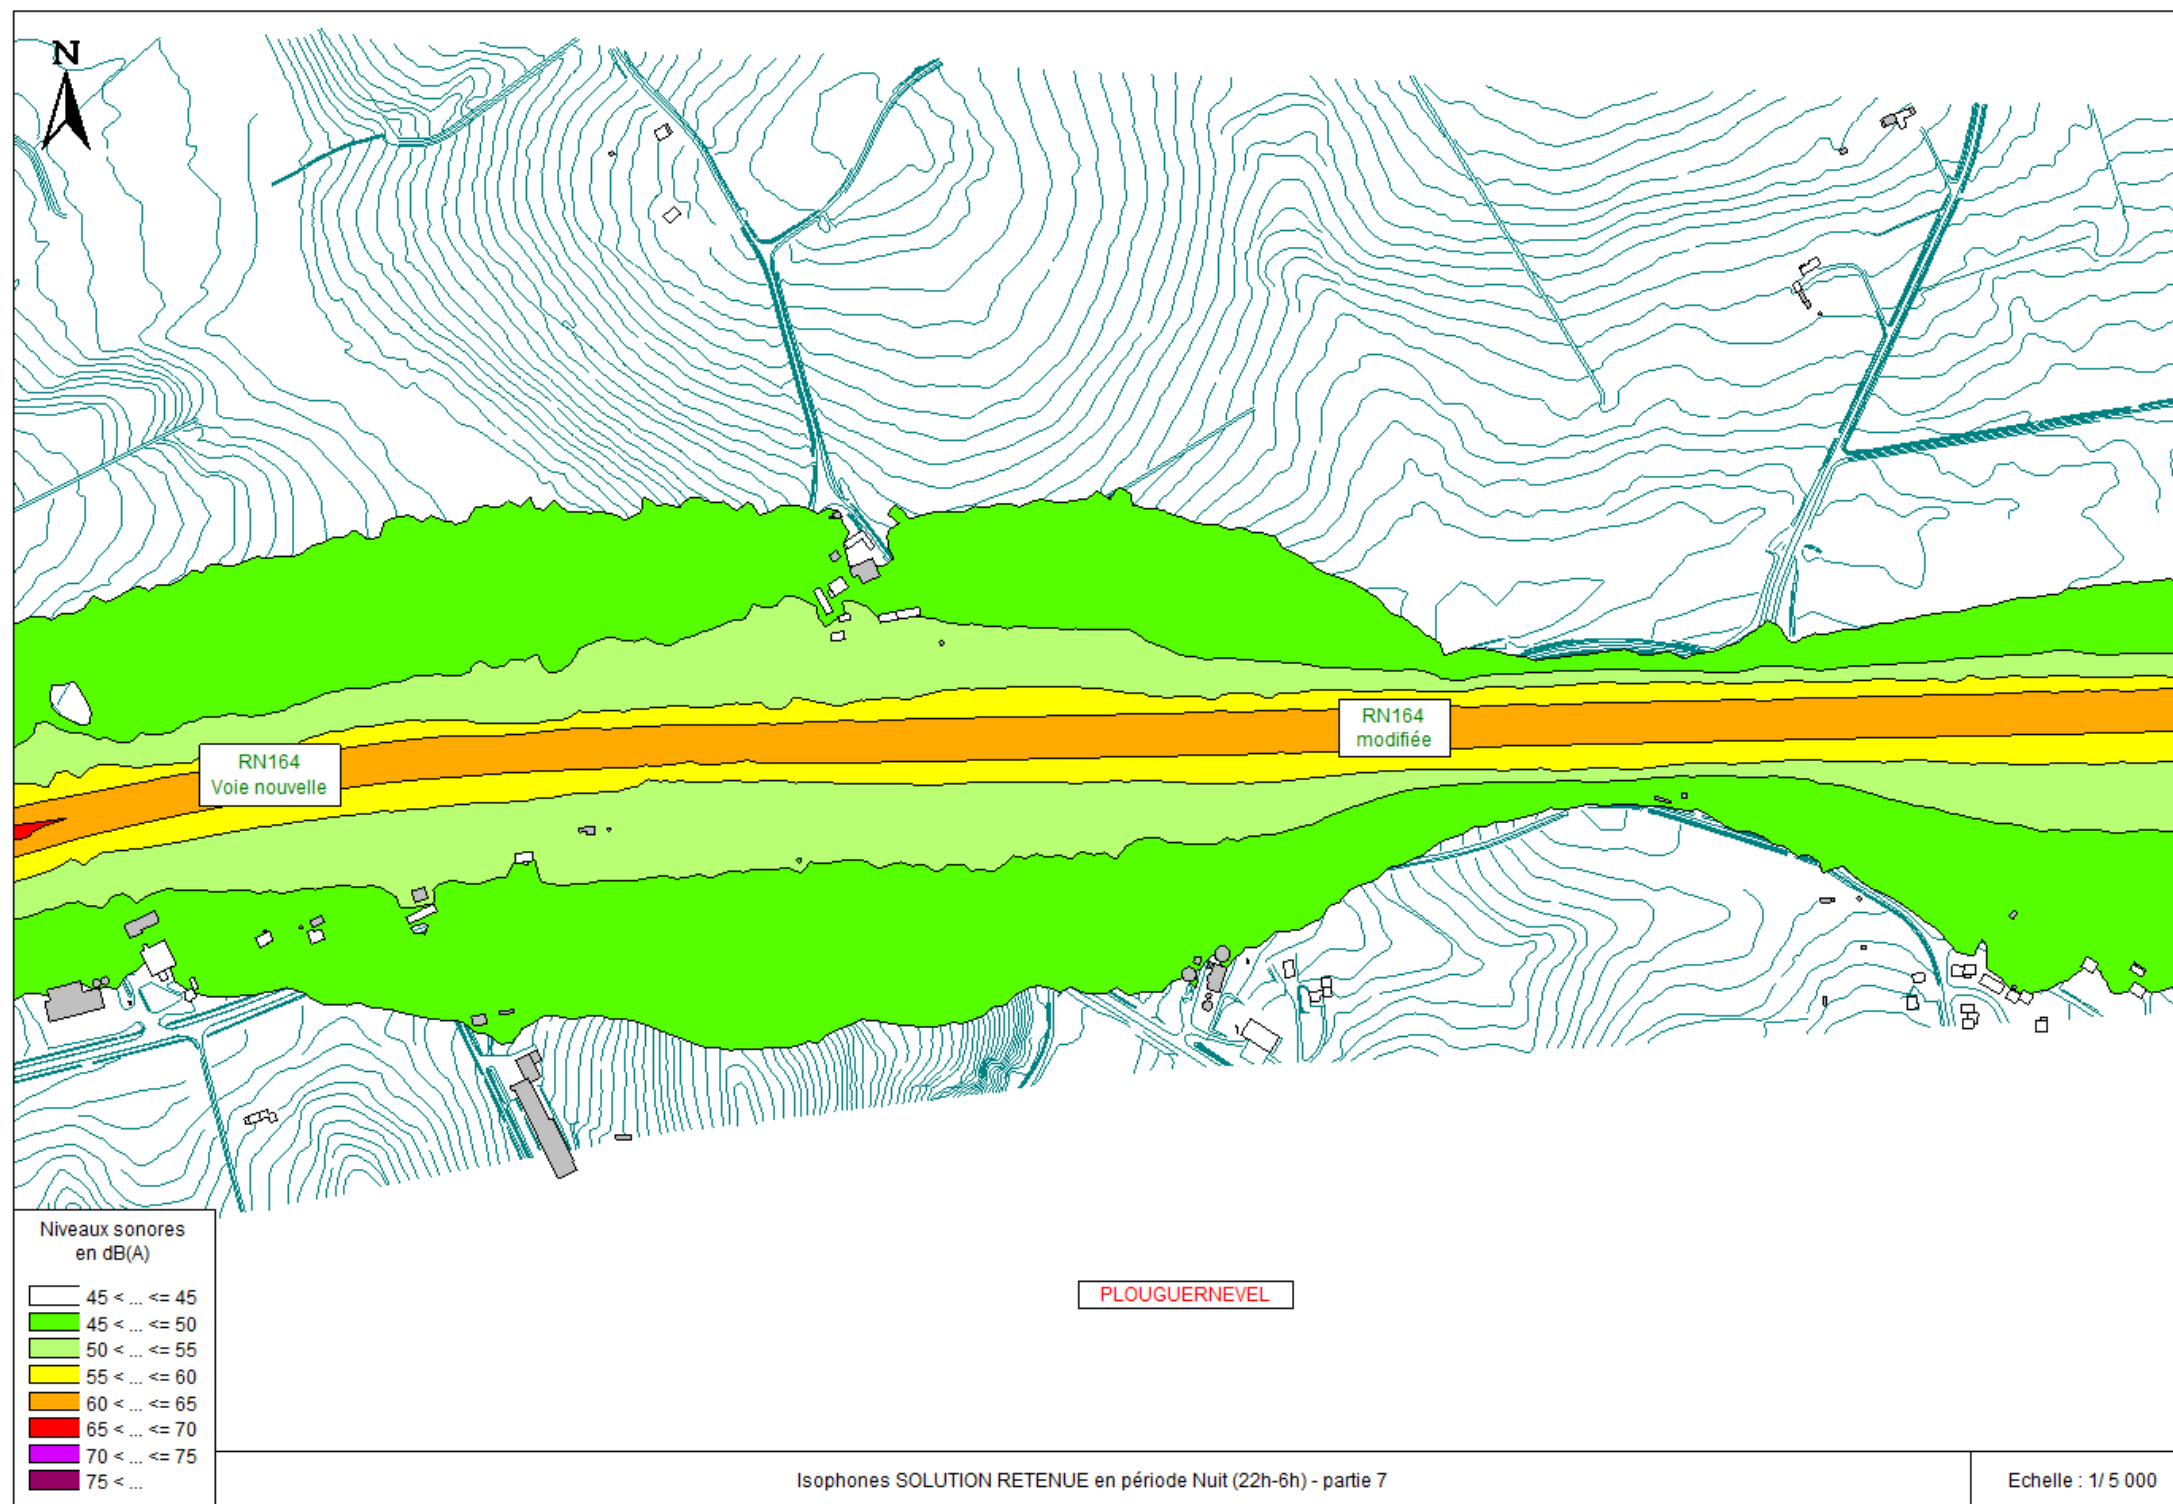 N
RN164
modifiée
RN164
Voie nouvelle
Niveaux sonores
en dB(A)
45 < ... <= 45
45 < ... <= 50
50 < ... <= 55
55 < ... <= 60
60 < ... <= 65
65 < ... <= 70
70 < ... <= 75
75 < ...
PLOUGUERNEVEL
Isophones SOLUTION RETENUE en période Nuit (22h-6h) - partie 7
Echelle : 1/ 5 000